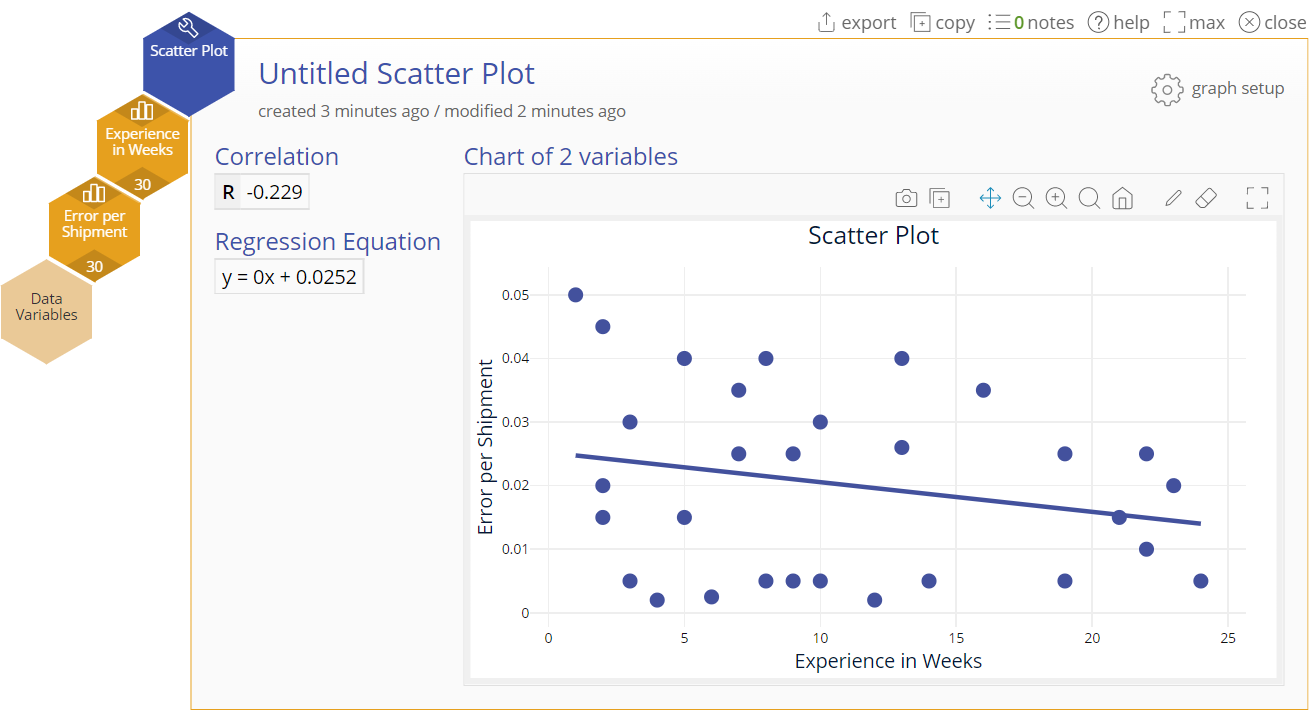 export copy 0 notes help max close
Scatter Plot
Experience
in Weeks
30
Error per
Shipment
30
Data
Variables
Untitled Scatter Plot
created 3 minutes ago / modified 2 minutes ago
graph setup
Correlation
R -0.229
Regression Equation
y = 0x + 0.0252
Chart of 2 variables
Scatter Plot
Error per Shipment
0.05
0.04
0.03
0.02
0.01
0
0 5 10 15 20 25
Experience in Weeks